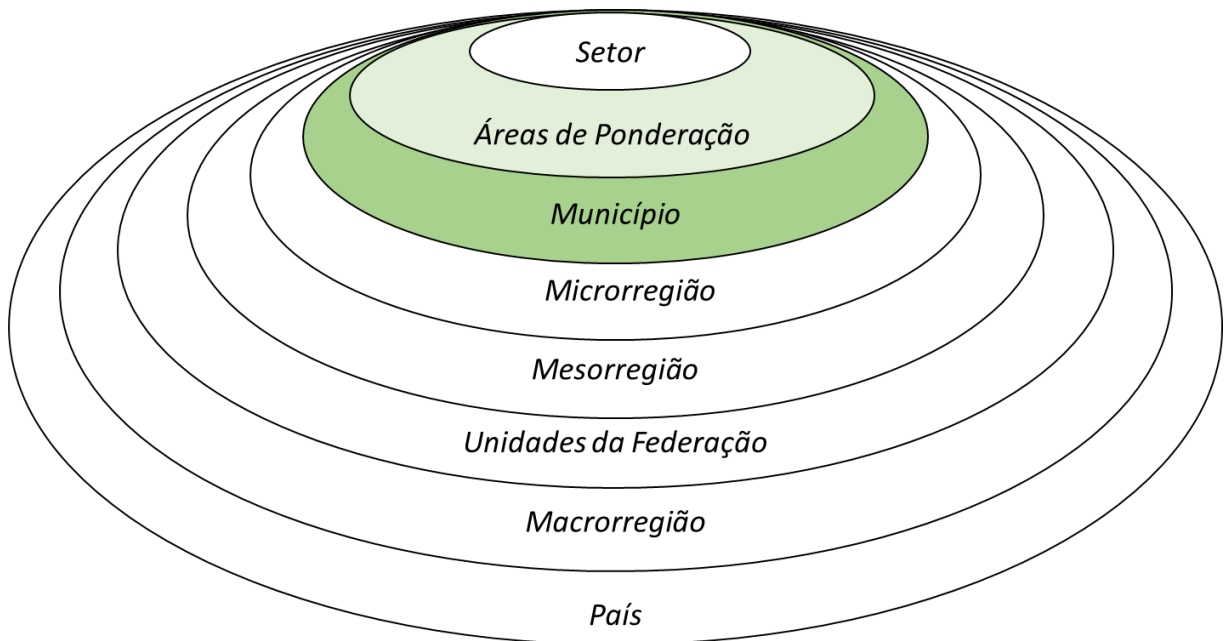 Setor
Áreas de Ponderação
Município
Microrregião
Mesorregião
Unidades da Federação
Macrorregião
País